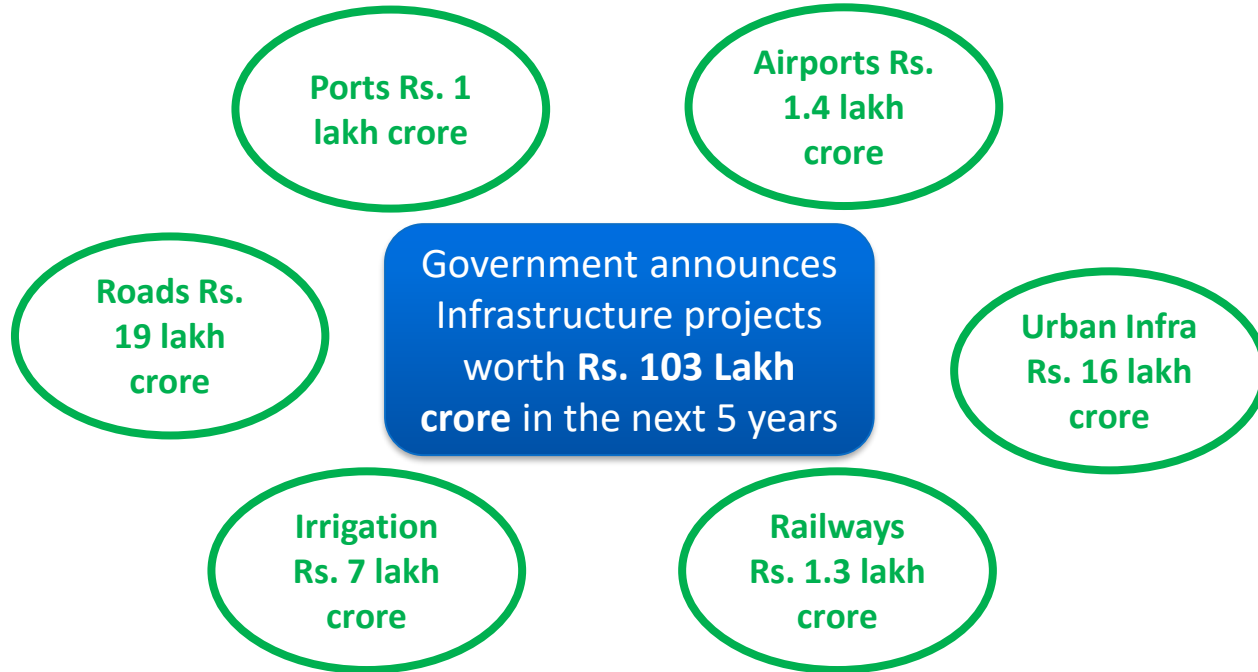 Ports Rs. 1
lakh crore
Airports Rs.
1.4 lakh
crore
Roads Rs.
19 lakh
crore
Government announces
Infrastructure projects
worth Rs. 103 Lakh
crore in the next 5 years
Urban Infra
Rs. 16 lakh
crore
Irrigation
Rs. 7 lakh
crore
Railways
Rs. 1.3 lakh
crore